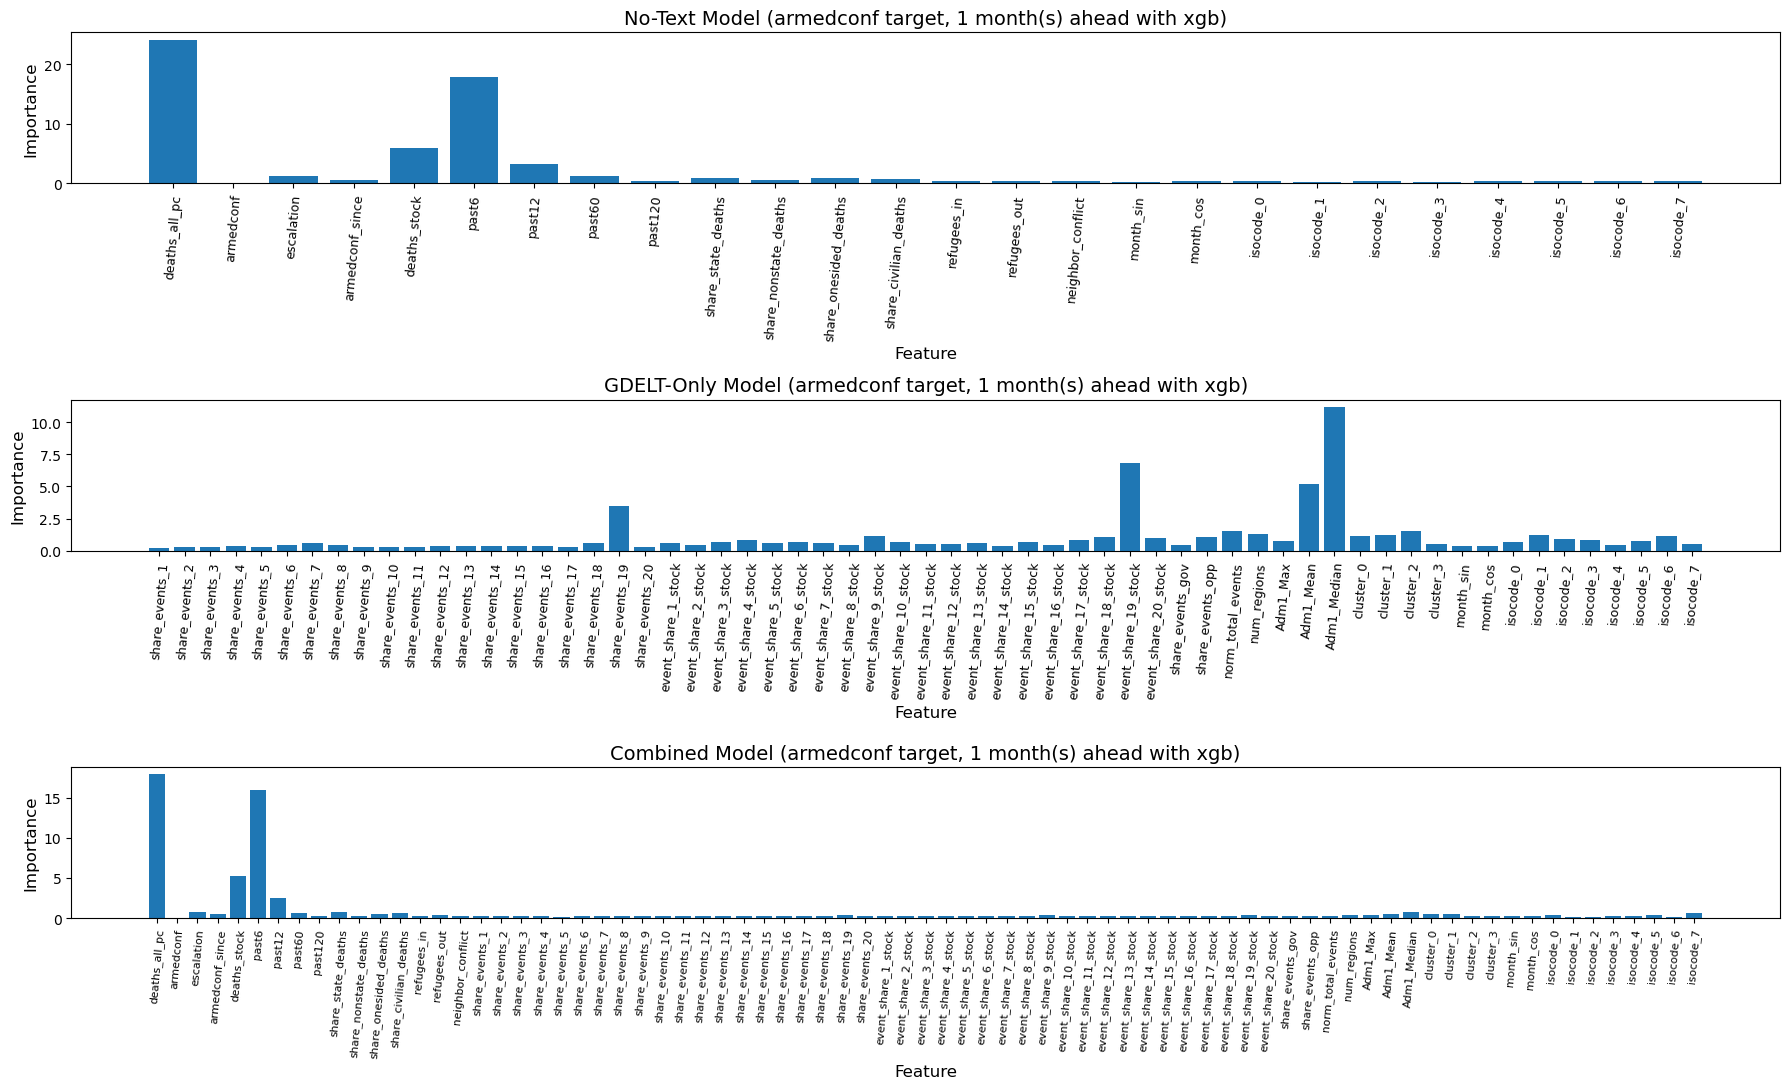 No-Text Model (armedconf target, 1 month(s) ahead with xgb)
Importance
20
10
0
deaths_all_pc
armedconf
escalation
armedconf_since
deaths_stock
past6
past12
past60
past120
share_state_deaths
share_nonstate_deaths
share_onesided_deaths
share_civilian_deaths
refugees_in
refugees_out
neighbor_conflict
month_sin
month_cos
isocode_0
isocode_1
isocode_2
isocode_3
isocode_4
isocode_5
isocode_6
isocode_7
Feature
GDELT-Only Model (armedconf target, 1 month(s) ahead with xgb)
Importance
10.0
7.5
5.0
2.5
0.0
share_events_1
share_events_2
share_events_3
share_events_4
share_events_5
share_events_6
share_events_7
share_events_8
share_events_9
share_events_10
share_events_11
share_events_12
share_events_13
share_events_14
share_events_15
share_events_16
share_events_17
share_events_18
share_events_19
share_events_20
event_share_1_stock
event_share_2_stock
event_share_3_stock
event_share_4_stock
event_share_5_stock
event_share_6_stock
event_share_7_stock
event_share_8_stock
event_share_9_stock
event_share_10_stock
event_share_11_stock
event_share_12_stock
event_share_13_stock
event_share_14_stock
event_share_15_stock
event_share_16_stock
event_share_17_stock
event_share_18_stock
event_share_19_stock
event_share_20_stock
share_events_gov
share_events_opp
norm_total_events
num_regions
Adm1_Max
Adm1_Mean
Adm1_Median
cluster_0
cluster_1
cluster_2
cluster_3
month_sin
month_cos
isocode_0
isocode_1
isocode_2
isocode_3
isocode_4
isocode_5
isocode_6
isocode_7
Feature
Combined Model (armedconf target, 1 month(s) ahead with xgb)
Importance
15
10
5
0
deaths_all_pc
armedconf
escalation
armedconf_since
deaths_stock
past6
past12
past60
past120
share_state_deaths
share_nonstate_deaths
share_onesided_deaths
share_civilian_deaths
refugees_in
refugees_out
neighbor_conflict
share_events_1
share_events_2
share_events_3
share_events_4
share_events_5
share_events_6
share_events_7
share_events_8
share_events_9
share_events_10
share_events_11
share_events_12
share_events_13
share_events_14
share_events_15
share_events_16
share_events_17
share_events_18
share_events_19
share_events_20
event_share_1_stock
event_share_2_stock
event_share_3_stock
event_share_4_stock
event_share_5_stock
event_share_6_stock
event_share_7_stock
event_share_8_stock
event_share_9_stock
event_share_10_stock
event_share_11_stock
event_share_12_stock
event_share_13_stock
event_share_14_stock
event_share_15_stock
event_share_16_stock
event_share_17_stock
event_share_18_stock
event_share_19_stock
event_share_20_stock
share_events_gov
share_events_opp
norm_total_events
num_regions
Adm1_Max
Adm1_Mean
Adm1_Median
cluster_0
cluster_1
cluster_2
cluster_3
month_sin
month_cos
isocode_0
isocode_1
isocode_2
isocode_3
isocode_4
isocode_5
isocode_6
isocode_7
Feature